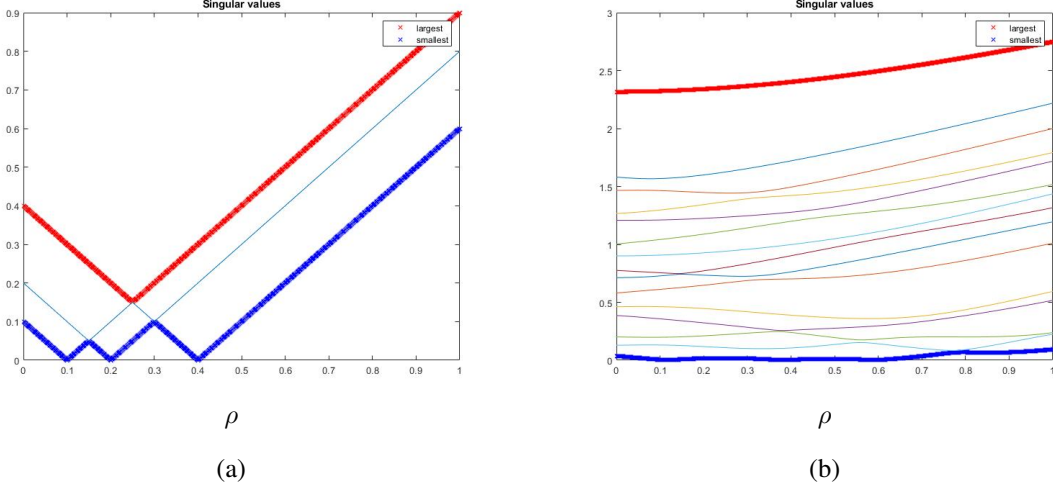 Singular values
largest
smallest
0.9
0.8
0.7
0.6
0.5
0.4
0.3
0.2
0.1
0
0 0.1 0.2 0.3 0.4 0.5 0.6 0.7 0.8 0.9 1
ρ
(a)
Singular values
largest
smallest
3
2.5
2
1.5
1
0.5
0
0 0.1 0.2 0.3 0.4 0.5 0.6 0.7 0.8 0.9 1
ρ
(b)